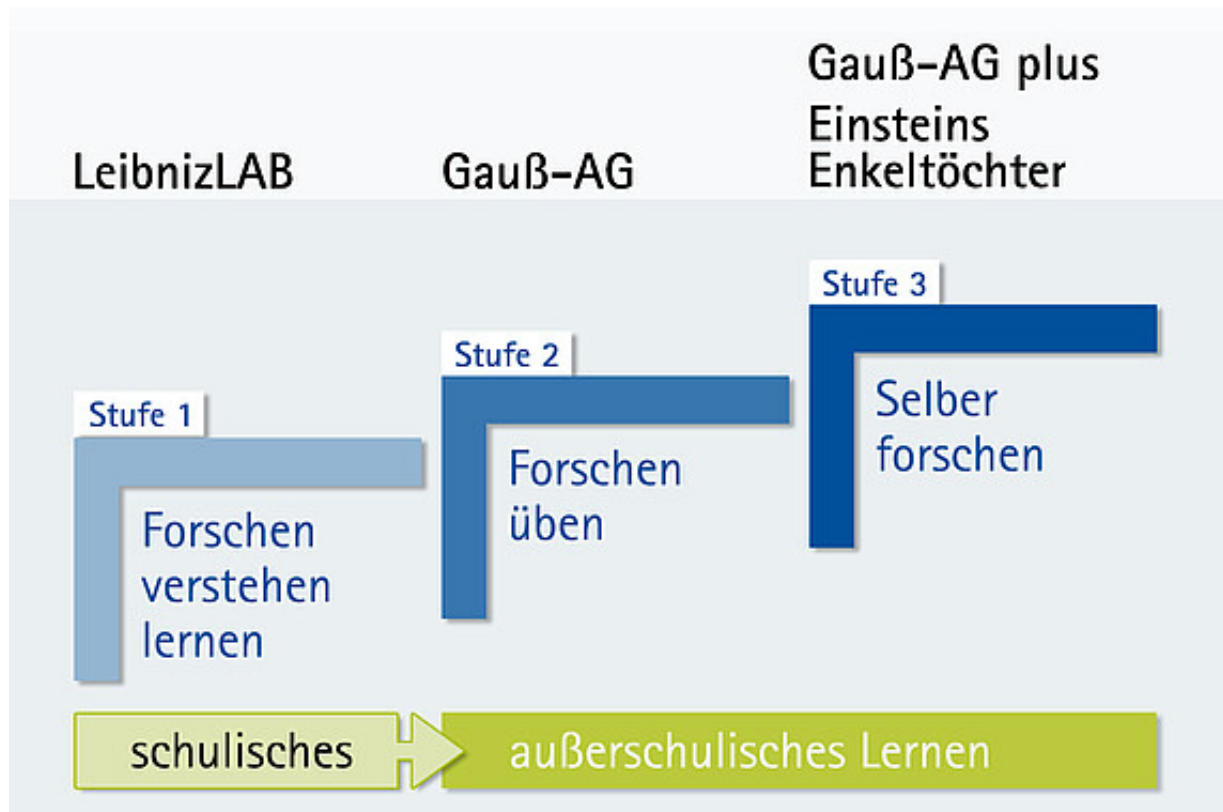 LeibnizLAB
Gauß-AG
Gauß-AG plus
Einsteins
Enkeltöchter
Stufe 1
Forschen
verstehen
lernen
Stufe 2
Forschen
üben
Stufe 3
Selber
forschen
schulisches
außerschulisches Lernen